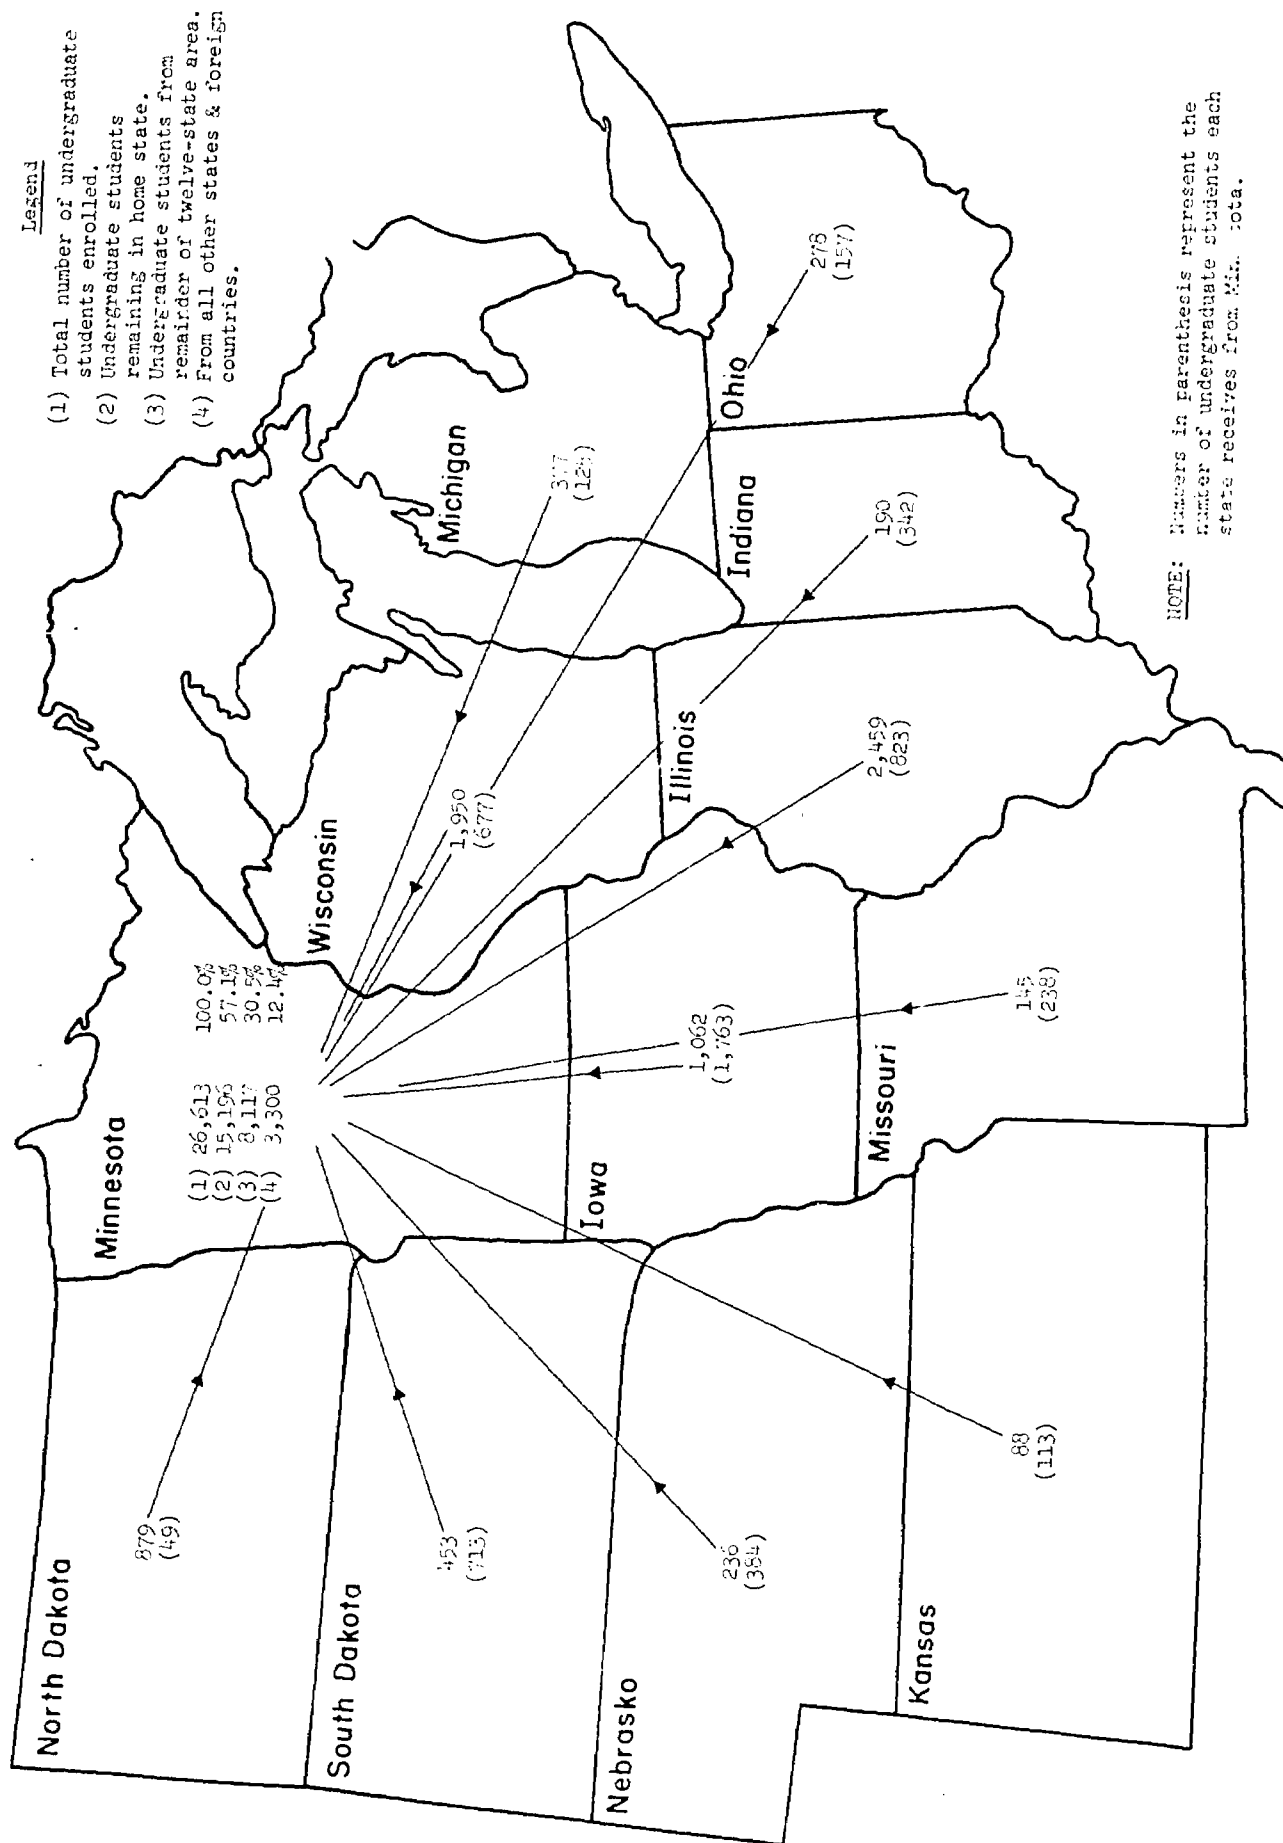 Legend
(1) Total number of undergraduate
students enrolled.
(2) Undergraduate students
remaining in home state.
(3) Undergraduate students from
remainder of twelve-state area.
(4) From all other states & foreign
countries.
North Dakota
879
(49)
Minnesota
(1) 26,613 100.0%
(2) 15,196 57.1%
(3) 8,117 30.5%
(4) 3,300 12.4%
South Dakota
453
(713)
Wisconsin
1,950
(677)
Michigan
(128)
Nebrasko
236
(384)
Iowa
1,062
(1,763)
Illinois
2,459
(823)
Indiana
190
(342)
Ohio
278
(157)
Kansas
88
(113)
Missouri
145
(238)
NOTE: Numbers in parenthesis represent the
number of undergraduate students each
state receives from